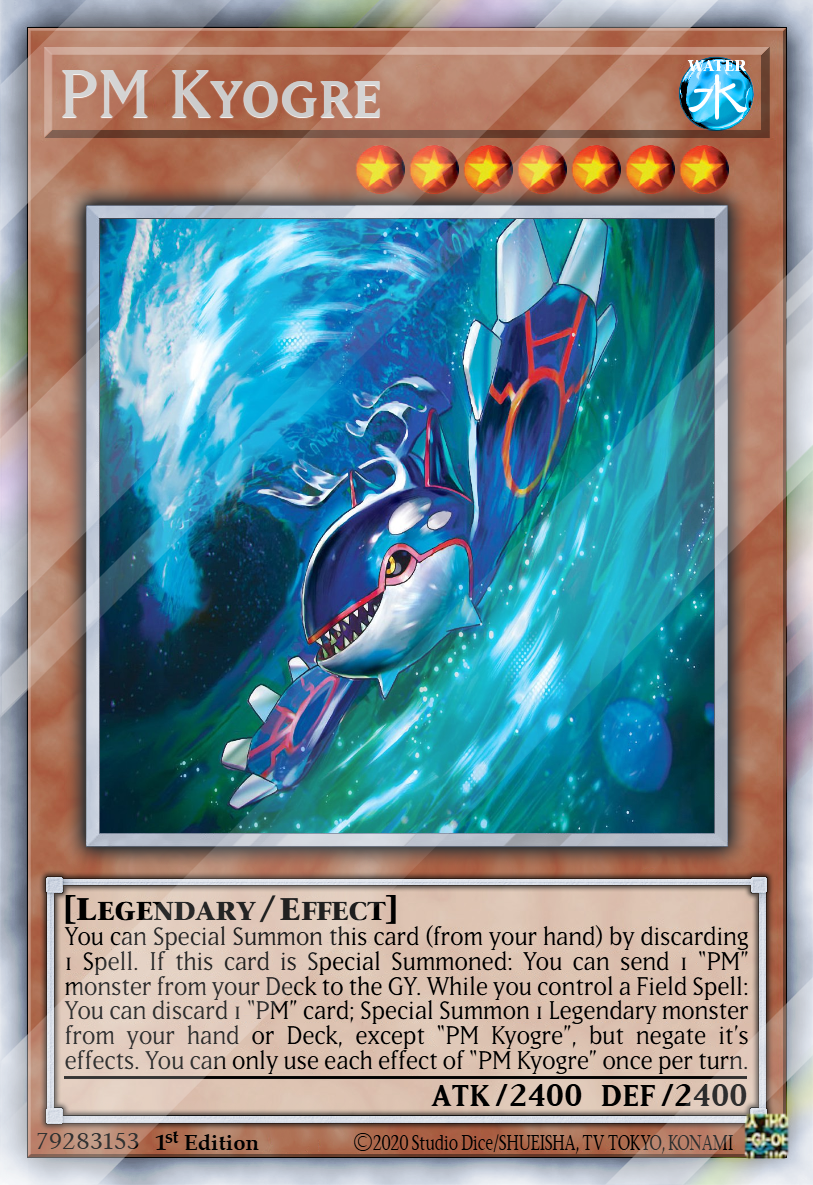 PM Kyogre
WATER
水
[Legendary/Effect]
You can Special Summon this card (from your hand) by discarding
1 Spell. If this card is Special Summoned: You can send 1 “PM”
monster from your Deck to the GY. While you control a Field Spell:
You can discard 1 “PM” card; Special Summon 1 Legendary monster
from your hand or Deck, except “PM Kyogre”, but negate it’s
effects. You can only use each effect of “PM Kyogre” once per turn.
ATK/2400 DEF/2400
79283153 1st Edition ©2020 Studio Dice/SHUEISHA, TV TOKYO, KONAMI